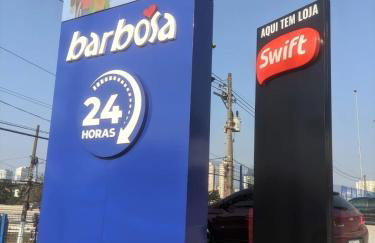 barbosa
24
HORAS
AQUI TEM LOJA
Swift